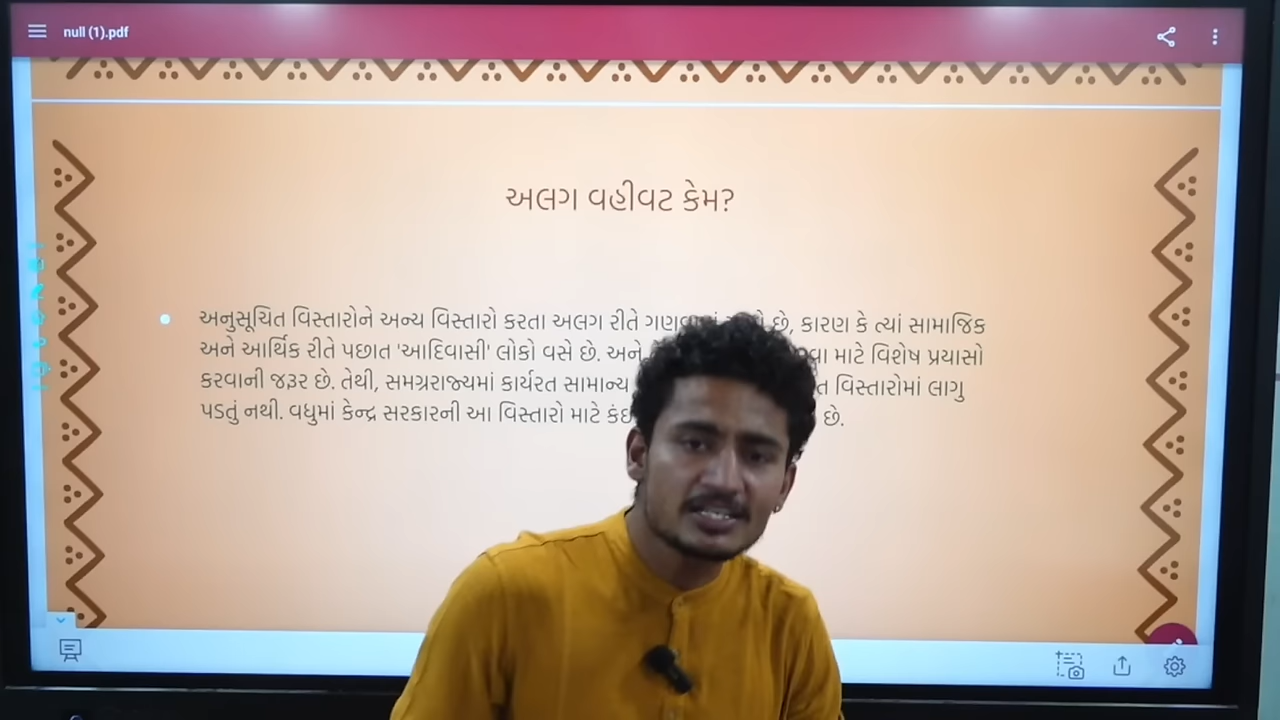 null (1).pdf
અલગ વહીવટ કેમ?
અનુસૂચિત વિસ્તારોને અન્ય વિસ્તારો કરતા અલગ રીતે છે, કારણ કે ત્યાં સામાજિક
અને આર્થિક રીતે પછાત 'આદિવાસી' લોકો વસે છે. અને માટે વિશેષ પ્રયાસો
કરવાની જરૂર છે. તેથી, સમગ્રરાજ્યમાં કાર્યરત સામાન્ય વિસ્તારોમાં લાગુ
પડતું નથી. વધુમાં કેન્દ્ર સરકારની આ વિસ્તારો માટે છે.